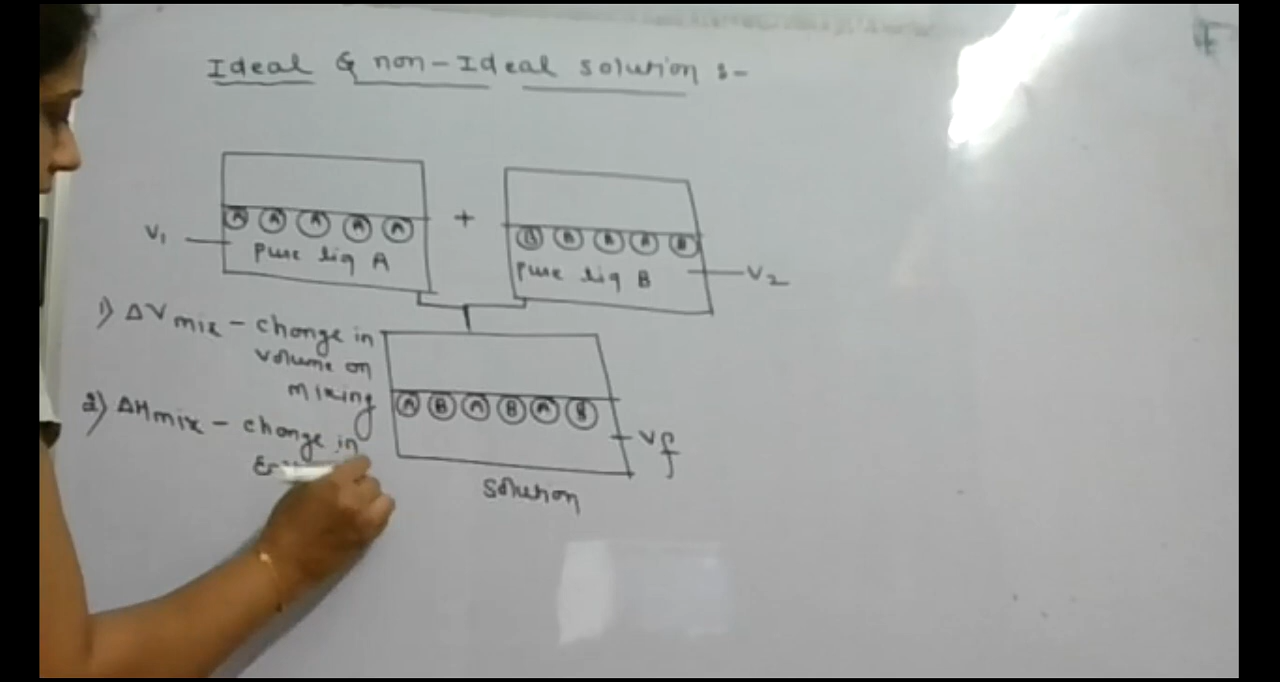 Ideal & non-Ideal solution :-
A A A A A
+
B B B B B
V1
Pure liq A
Pure liq B
V2
1) ΔVmix - change in
volume on
mixing
A B A B A B
2) ΔHmix - change in
Vf
Solution